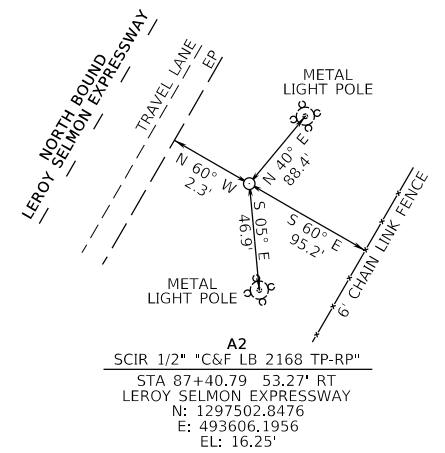 NORTH BOUND
LEROY SELMON EXPRESSWAY
TRAVEL LANE
EP
METAL
LIGHT POLE
N 60° W
2.3'
N 40° E
88.4'
S 05° E
46.9'
S 60° E
95.2'
6' CHAIN LINK FENCE
METAL
LIGHT POLE
A2
SCIR 1/2" "C&F LB 2168 TP-RP"
STA 87+40.79 53.27' RT
LEROY SELMON EXPRESSWAY
N: 1297502.8476
E: 493606.1956
EL: 16.25'